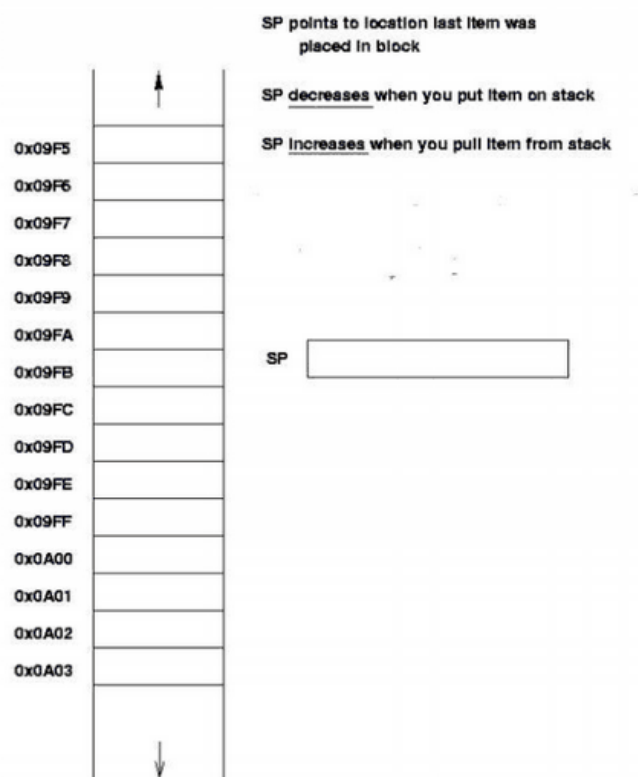 SP points to location last item was
placed in block
SP decreases when you put item on stack
SP increases when you pull item from stack
0x09F5
0x09F6
0x09F7
0x09F8
0x09F9
0x09FA
0x09FB
0x09FC
0x09FD
0x09FE
0x09FF
0x0A00
0x0A01
0x0A02
0x0A03
SP